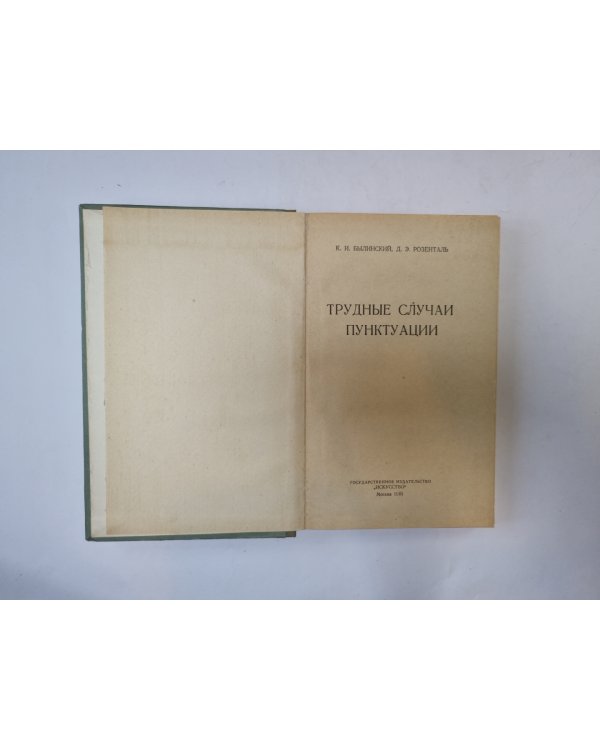 К. И. БЫЛИНСКИЙ, Д. Э. РОЗЕНТАЛЬ
ТРУДНЫЕ СЛУЧАИ
ПУНКТУАЦИИ
ГОСУДАРСТВЕННОЕ ИЗДАТЕЛЬСТВО
„ИСКУССТВО“
Москва